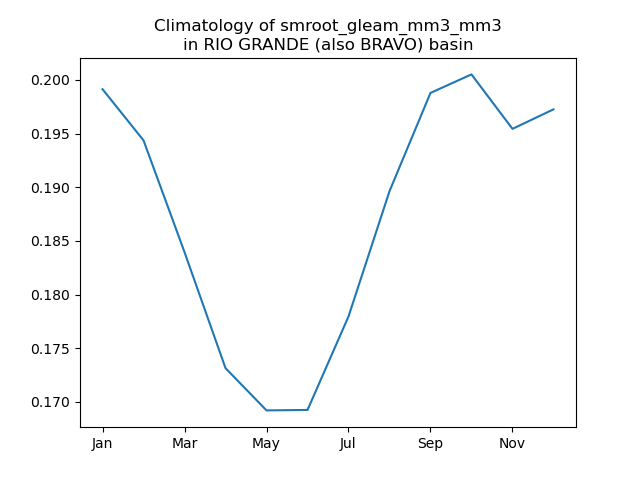 Climatology of smroot_gleam_mm3_mm3
in RIO GRANDE (also BRAVO) basin
0.200
0.195
0.190
0.185
0.180
0.175
0.170
Jan Mar May Jul Sep Nov